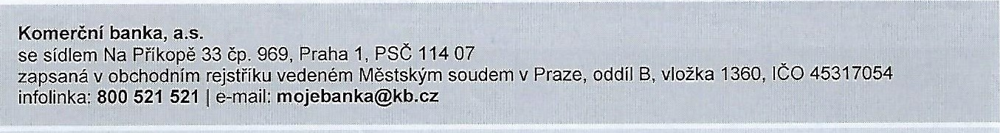 Komerční banka, a.s.
se sídlem Na Příkopě 33 čp. 969, Praha 1, PSČ 114 07
zapsaná v obchodním rejstříku vedeném Městským soudem v Praze, oddíl B, vložka 1360, IČO 45317054
infolinka: 800 521 521 | e-mail: mojebanka@kb.cz